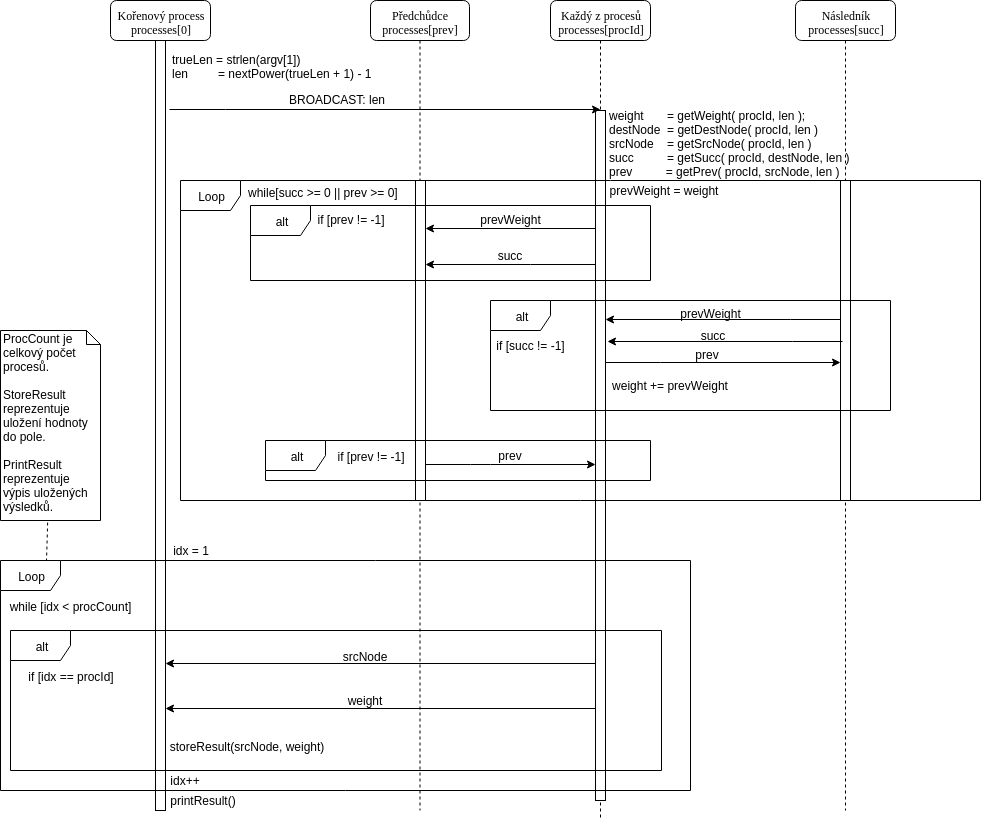 Kořenový process
processes[0]
Předchůdce
processes[prev]
Každý z procesů
processes[procId]
Následník
processes[succ]
trueLen = strlen(argv[1])
len = nextPower(trueLen + 1) - 1
BROADCAST: len
weight = getWeight( procId, len );
destNode = getDestNode( procId, len )
srcNode = getSrcNode( procId, len )
succ = getSucc( procId, destNode, len )
prev = getPrev( procId, srcNode, len )
Loop
while[succ >= 0 || prev >= 0]
prevWeight = weight
alt
if [prev != -1]
prevWeight
succ
alt
if [succ != -1]
prevWeight
succ
prev
weight += prevWeight
alt
if [prev != -1]
prev
ProcCount je
celkový počet
procesů.
StoreResult
reprezentuje
uložení hodnoty
do pole.
PrintResult
reprezentuje
výpis uložených
výsledků.
idx = 1
Loop
while [idx < procCount]
alt
if [idx == procId]
srcNode
weight
storeResult(srcNode, weight)
idx++
printResult()